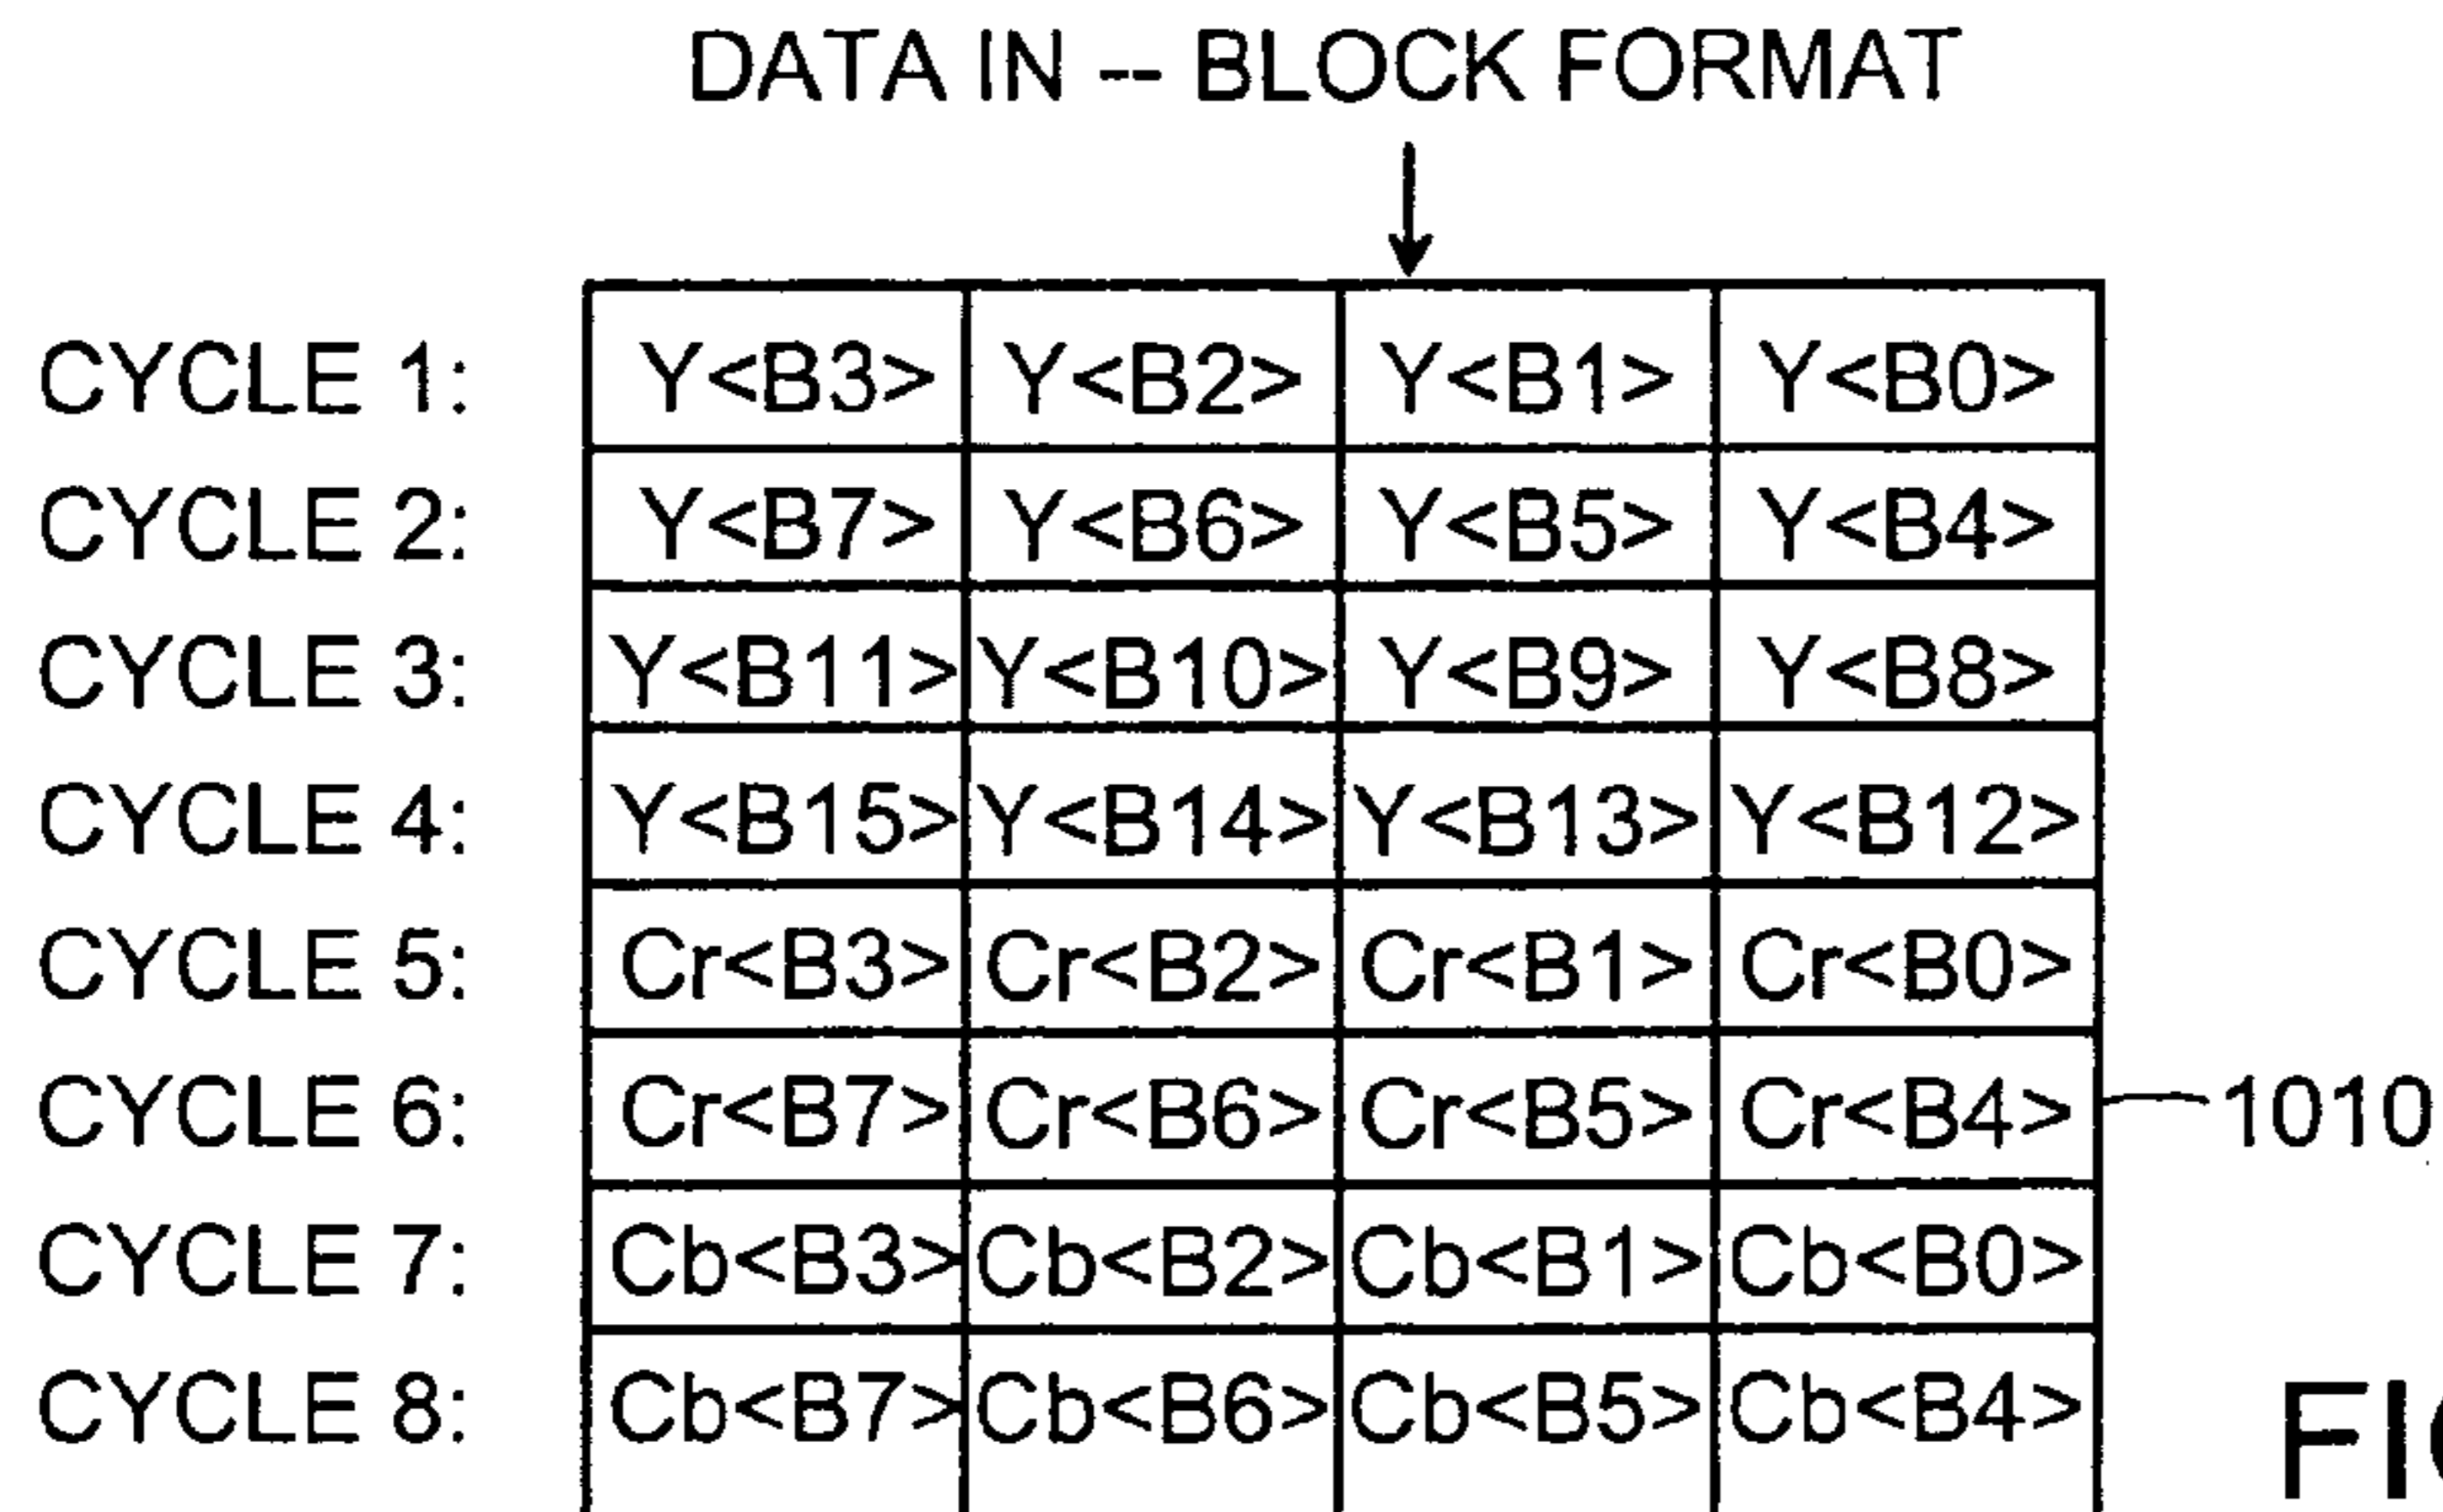 DATA IN -- BLOCK FORMAT
CYCLE 1: Y<B3> Y<B2> Y<B1> Y<B0>
CYCLE 2: Y<B7> Y<B6> Y<B5> Y<B4>
CYCLE 3: Y<B11> Y<B10> Y<B9> Y<B8>
CYCLE 4: Y<B15> Y<B14> Y<B13> Y<B12>
CYCLE 5: Cr<B3> Cr<B2> Cr<B1> Cr<B0>
CYCLE 6: Cr<B7> Cr<B6> Cr<B5> Cr<B4> 1010
CYCLE 7: Cb<B3> Cb<B2> Cb<B1> Cb<B0>
CYCLE 8: Cb<B7> Cb<B6> Cb<B5> Cb<B4>